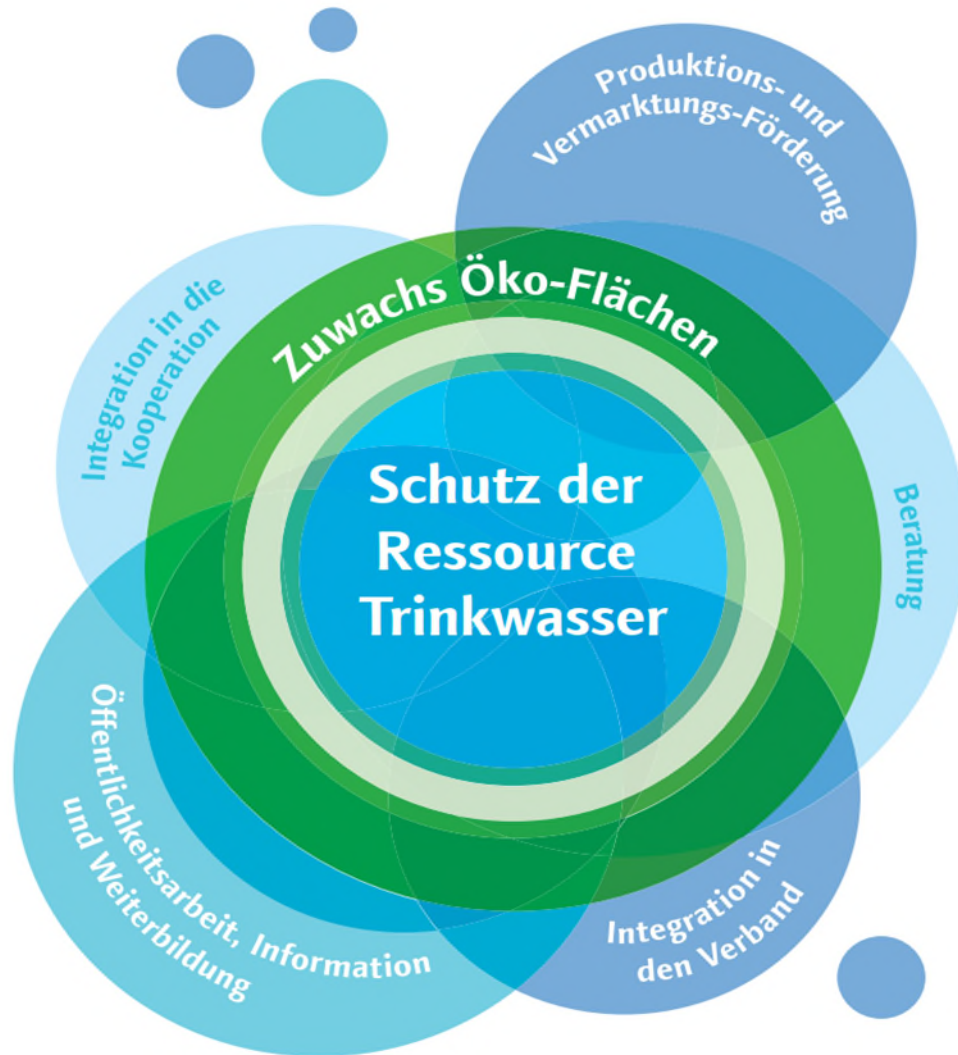 Produktions- und
Vermarktungs-Förderung
Zuwachs Öko-Flächen
Integration in die
Kooperation
Schutz der
Ressource
Trinkwasser
Beratung
Öffentlichkeitsarbeit, Information
und Weiterbildung
Integration in
den Verband